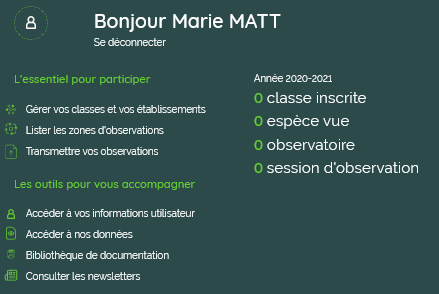 Bonjour Marie MATT
Se déconnecter
L'essentiel pour participer
Gérer vos classes et vos établissements
Lister les zones d'observations
Transmettre vos observations
Les outils pour vous accompagner
Accéder à vos informations utilisateur
Accéder à nos données
Bibliothèque de documentation
Consulter les newsletters
Année 2020-2021
0 classe inscrite
0 espèce vue
0 observatoire
0 session d'observation